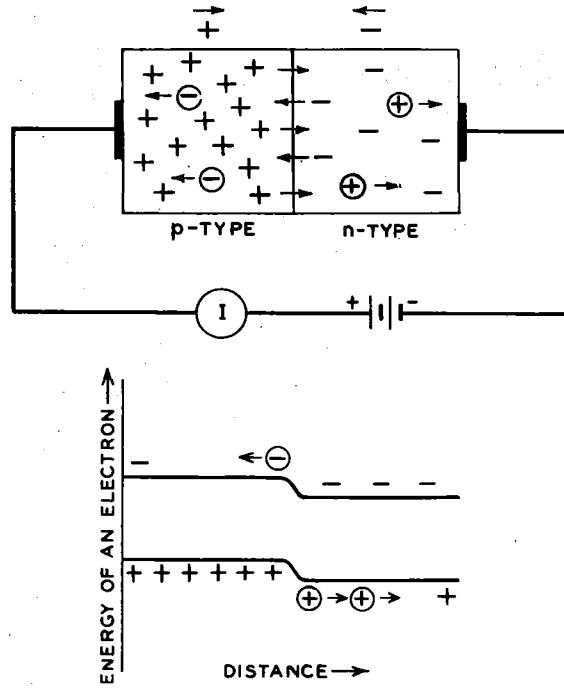 p-TYPE n-TYPE
I + -
ENERGY OF AN ELECTRON
DISTANCE